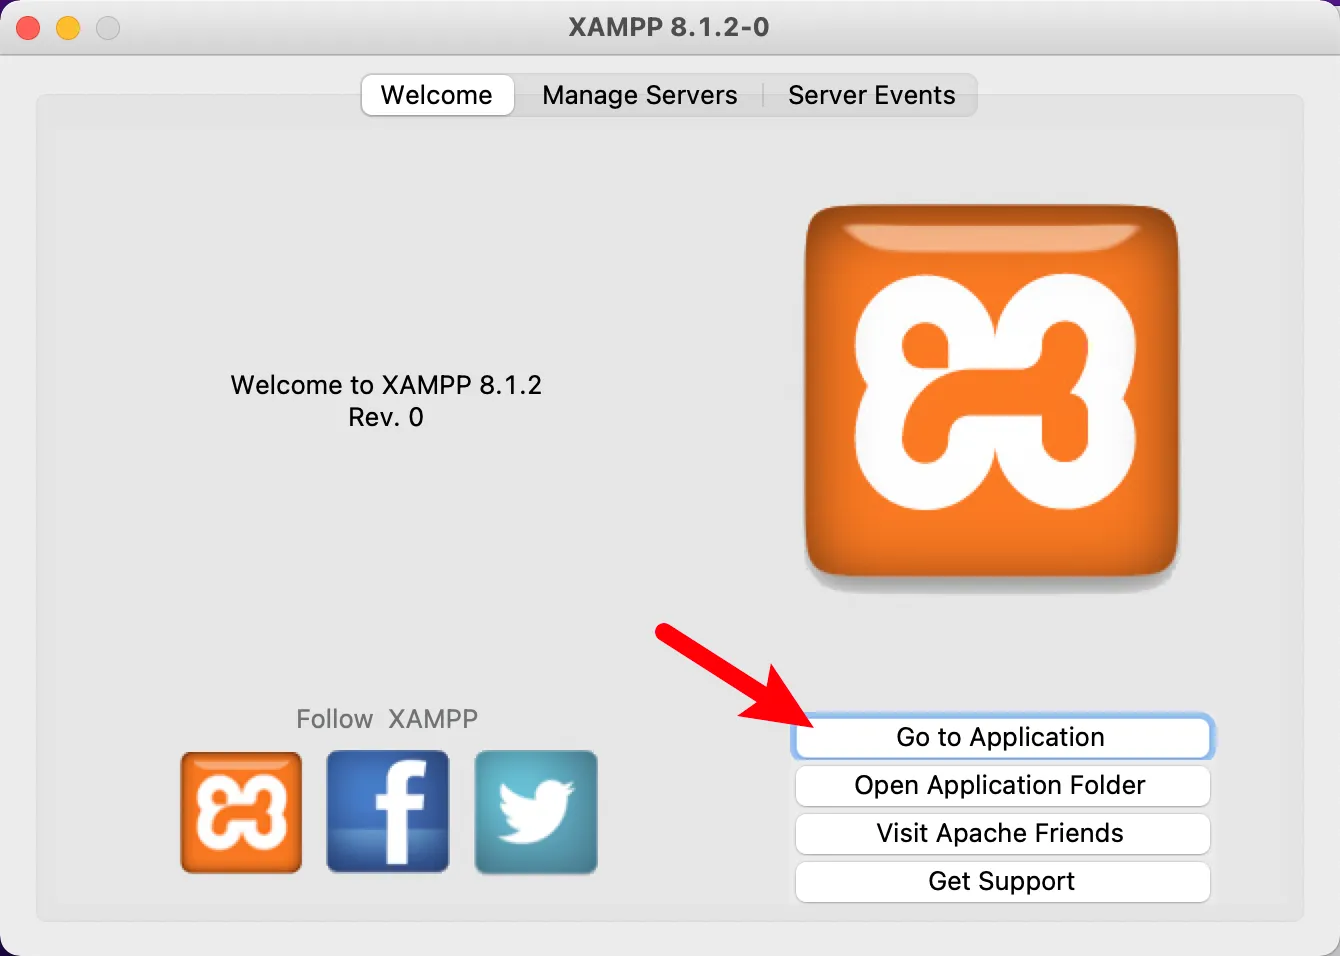 XAMPP 8.1.2-0
Welcome
Manage Servers
Server Events
Welcome to XAMPP 8.1.2
Rev. 0
Follow XAMPP
Go to Application
Open Application Folder
Visit Apache Friends
Get Support